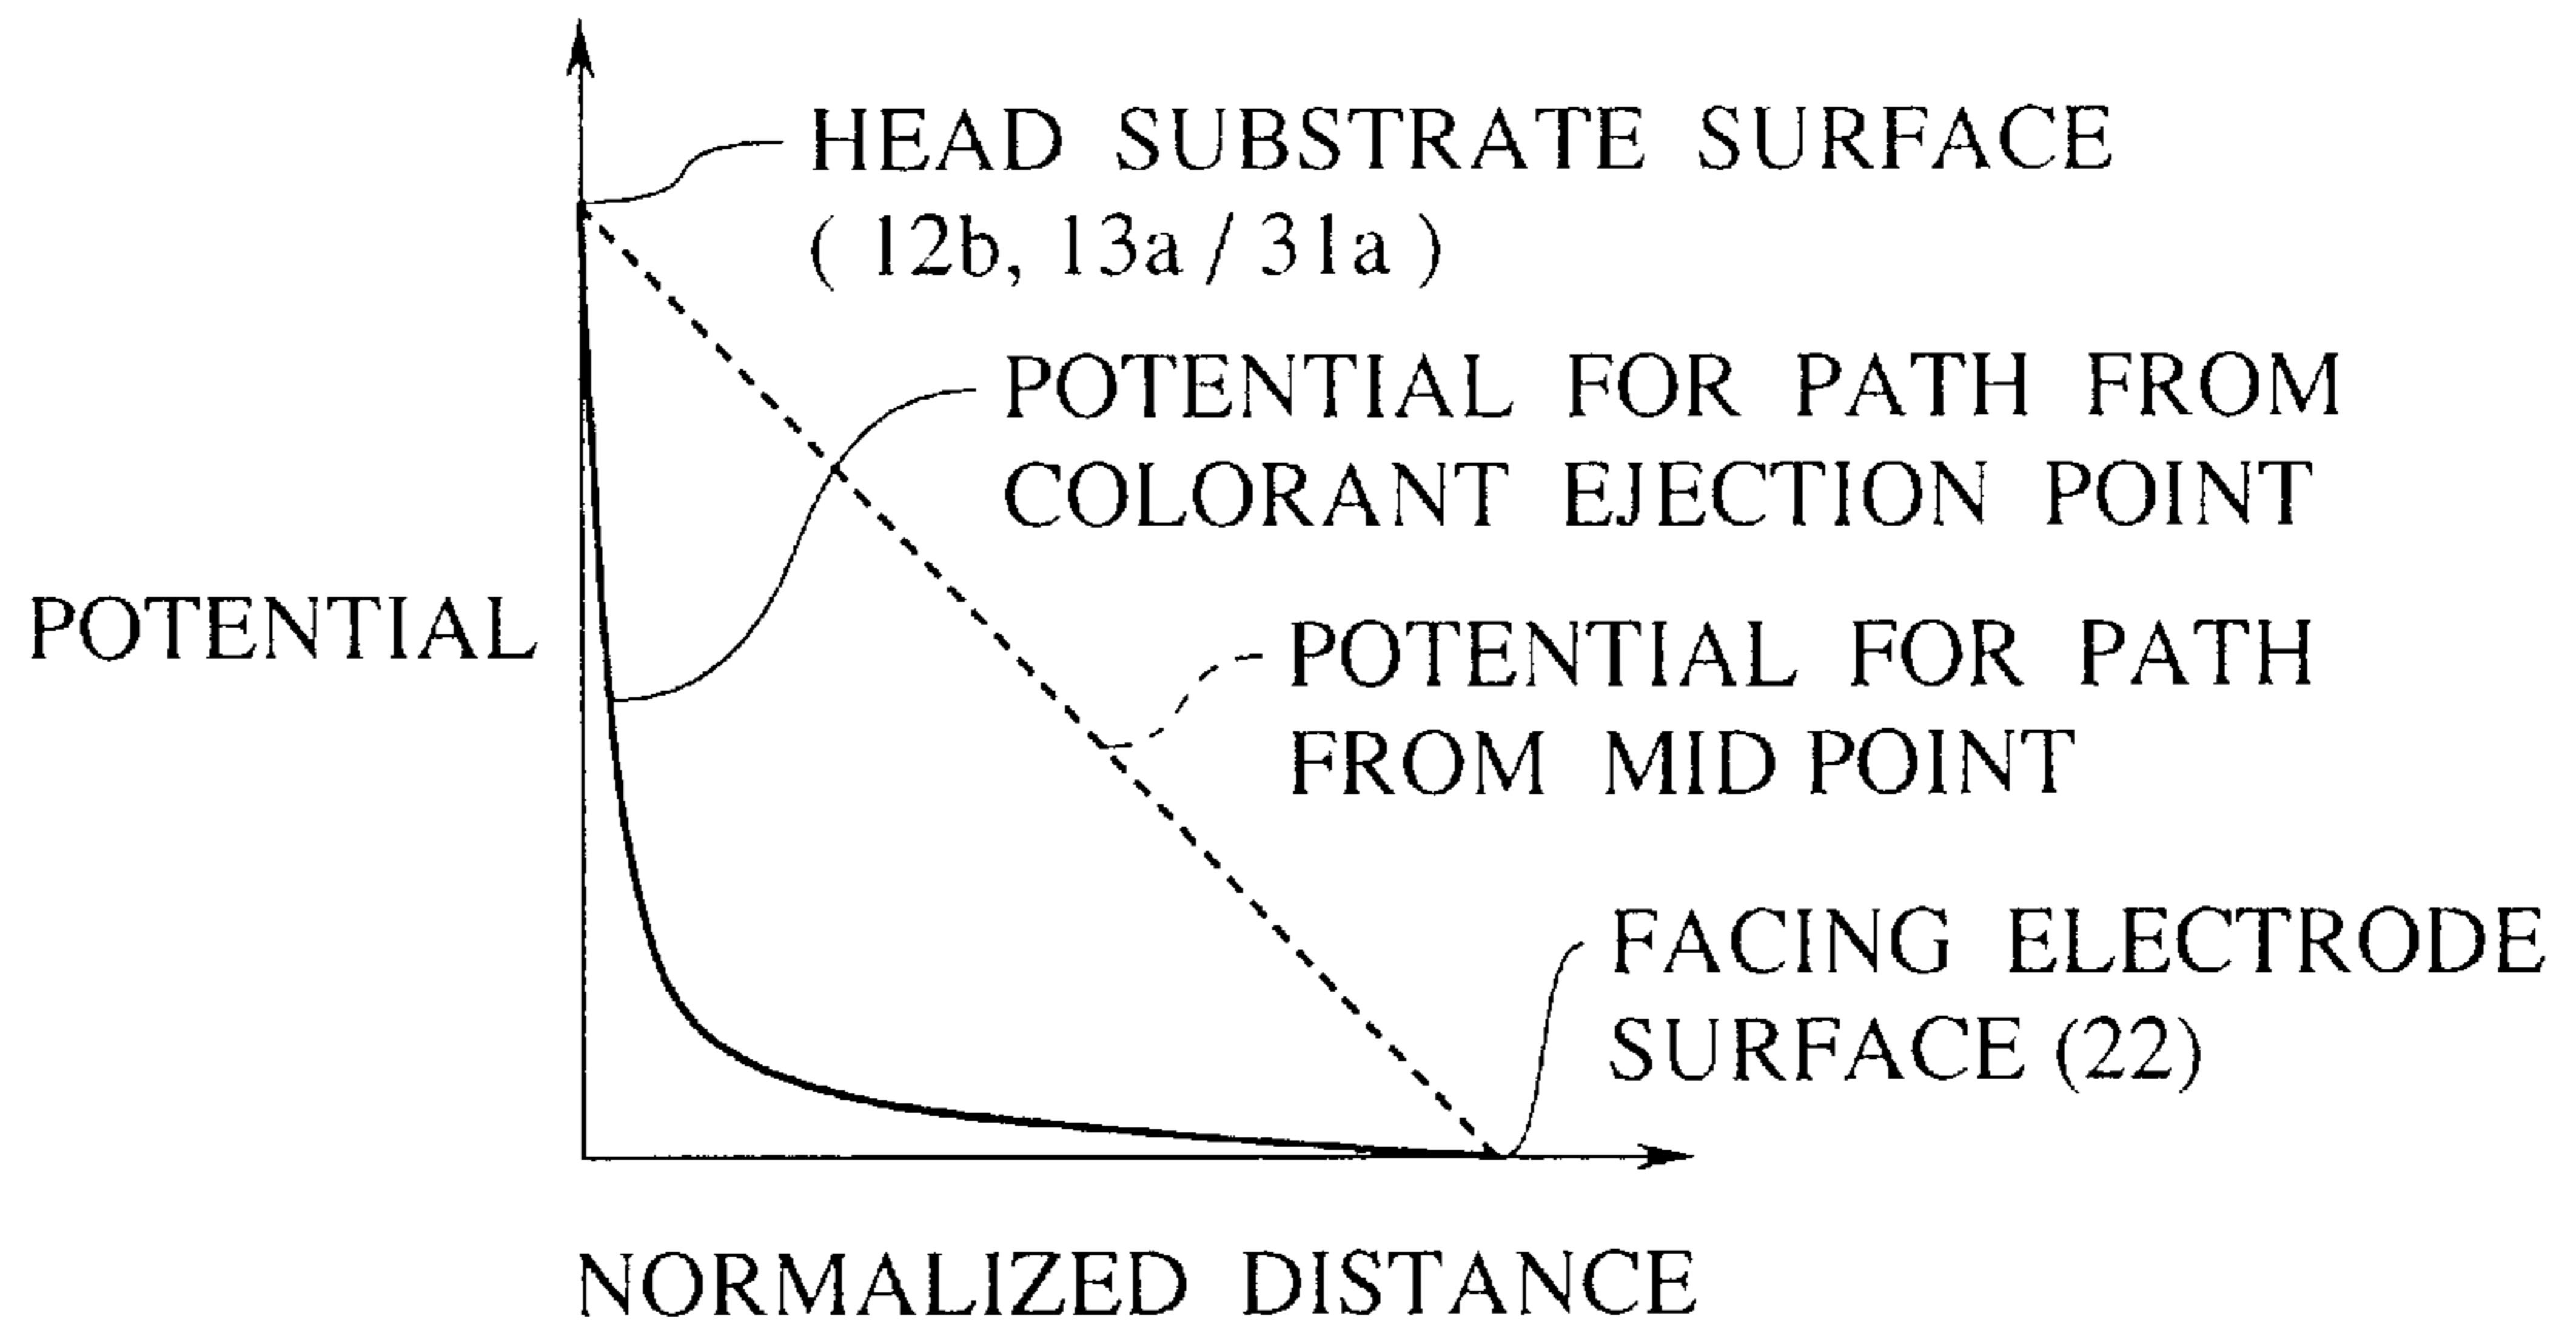 HEAD SUBSTRATE SURFACE
( 12b, 13a / 31a )
POTENTIAL FOR PATH FROM
COLORANT EJECTION POINT
POTENTIAL
POTENTIAL FOR PATH
FROM MID POINT
FACING ELECTRODE
SURFACE (22)
NORMALIZED DISTANCE